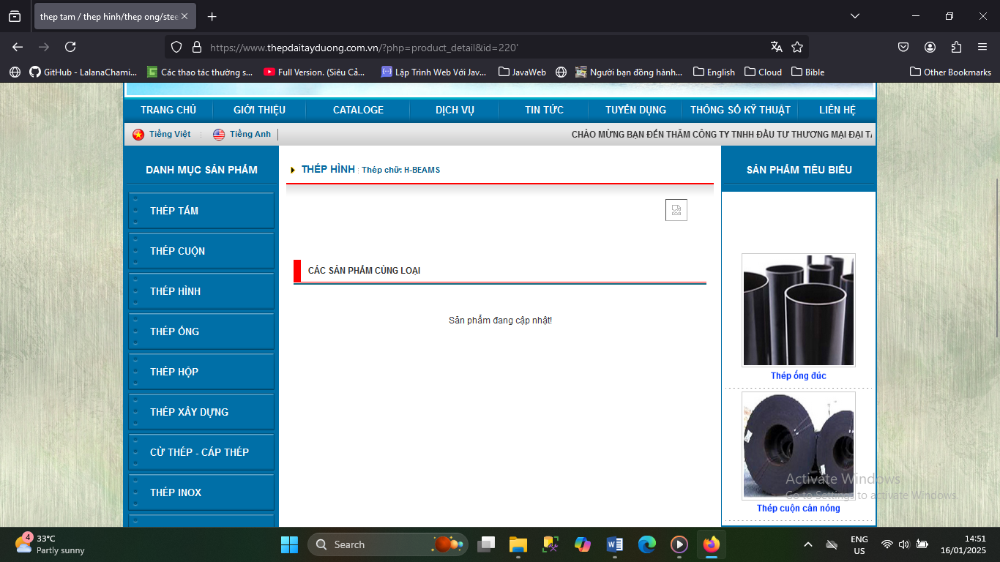 thep tam / thep hinh/thep ong/stee
https://www.thepdaitayduong.com.vn/?php=product_detail&id=220'
GitHub - LalanaChami...
Các thao tác thường s...
Full Version. (Siêu Cả...
Lập Trình Web Với Jav...
JavaWeb
Người bạn đồng hành...
English
Cloud
Bible
Other Bookmarks
TRANG CHỦ
GIỚI THIỆU
CATALOGE
DỊCH VỤ
TIN TỨC
TUYỂN DỤNG
THÔNG SỐ KỸ THUẬT
LIÊN HỆ
Tiếng Việt
Tiếng Anh
CHÀO MỪNG BẠN ĐẾN THĂM CÔNG TY TNHH ĐẦU TƯ THƯƠNG MẠI ĐẠI
DANH MỤC SẢN PHẨM
THÉP TẤM
THÉP CUỘN
THÉP HÌNH
THÉP ỐNG
THÉP HỘP
THÉP XÂY DỰNG
CỪ THÉP - CÁP THÉP
THÉP INOX
THÉP HÌNH : Thép chữ: H-BEAMS
CÁC SẢN PHẨM CÙNG LOẠI
Sản phẩm đang cập nhật!
SẢN PHẨM TIÊU BIỂU
Thép ống đúc
Thép cuộn cán nóng
Activate Windows
Go to Settings to activate Windows.
4
33°C
Partly sunny
Search
ENG
US
14:51
16/01/2025